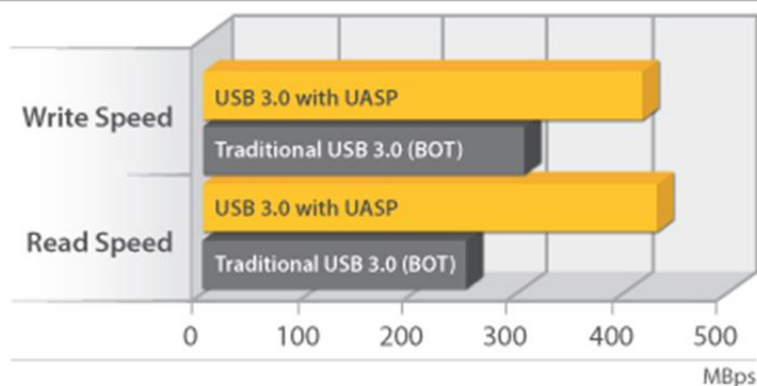 Write Speed
USB 3.0 with UASP
Traditional USB 3.0 (BOT)
Read Speed
USB 3.0 with UASP
Traditional USB 3.0 (BOT)
0 100 200 300 400 500
MBps